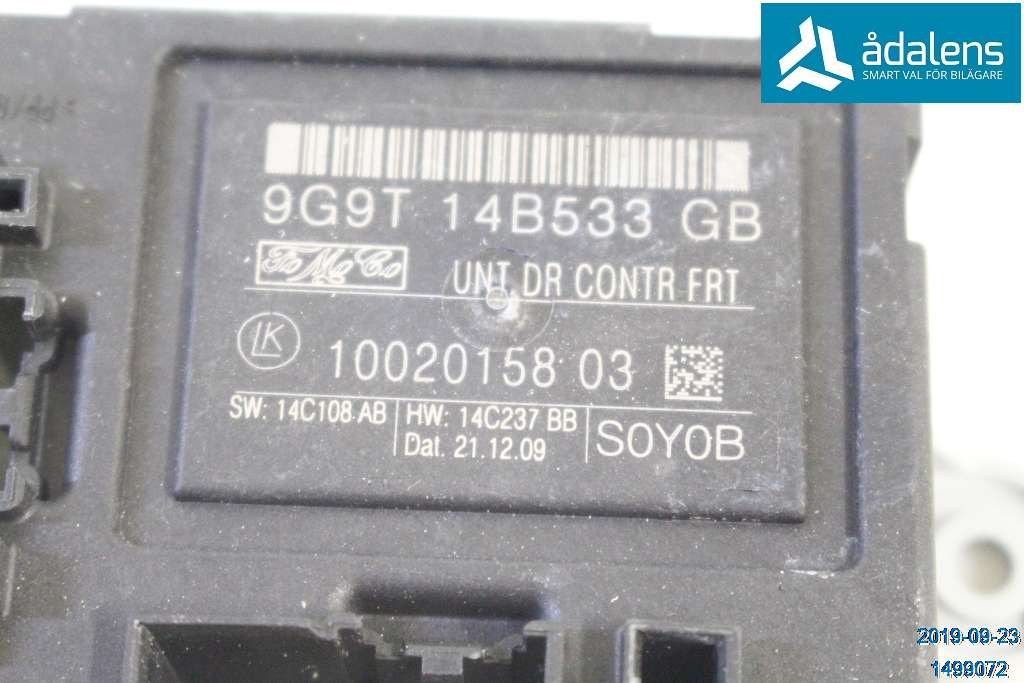 ådalens
SMART VAL FÖR BILÄGARE
9G9T 14B533 GB
FoMoCo
UNT DR CONTR FRT
LK
10020158 03
SW: 14C108 AB
HW: 14C237 BB
Dat. 21.12.09
S0Y0B
2019-09-23
1499072